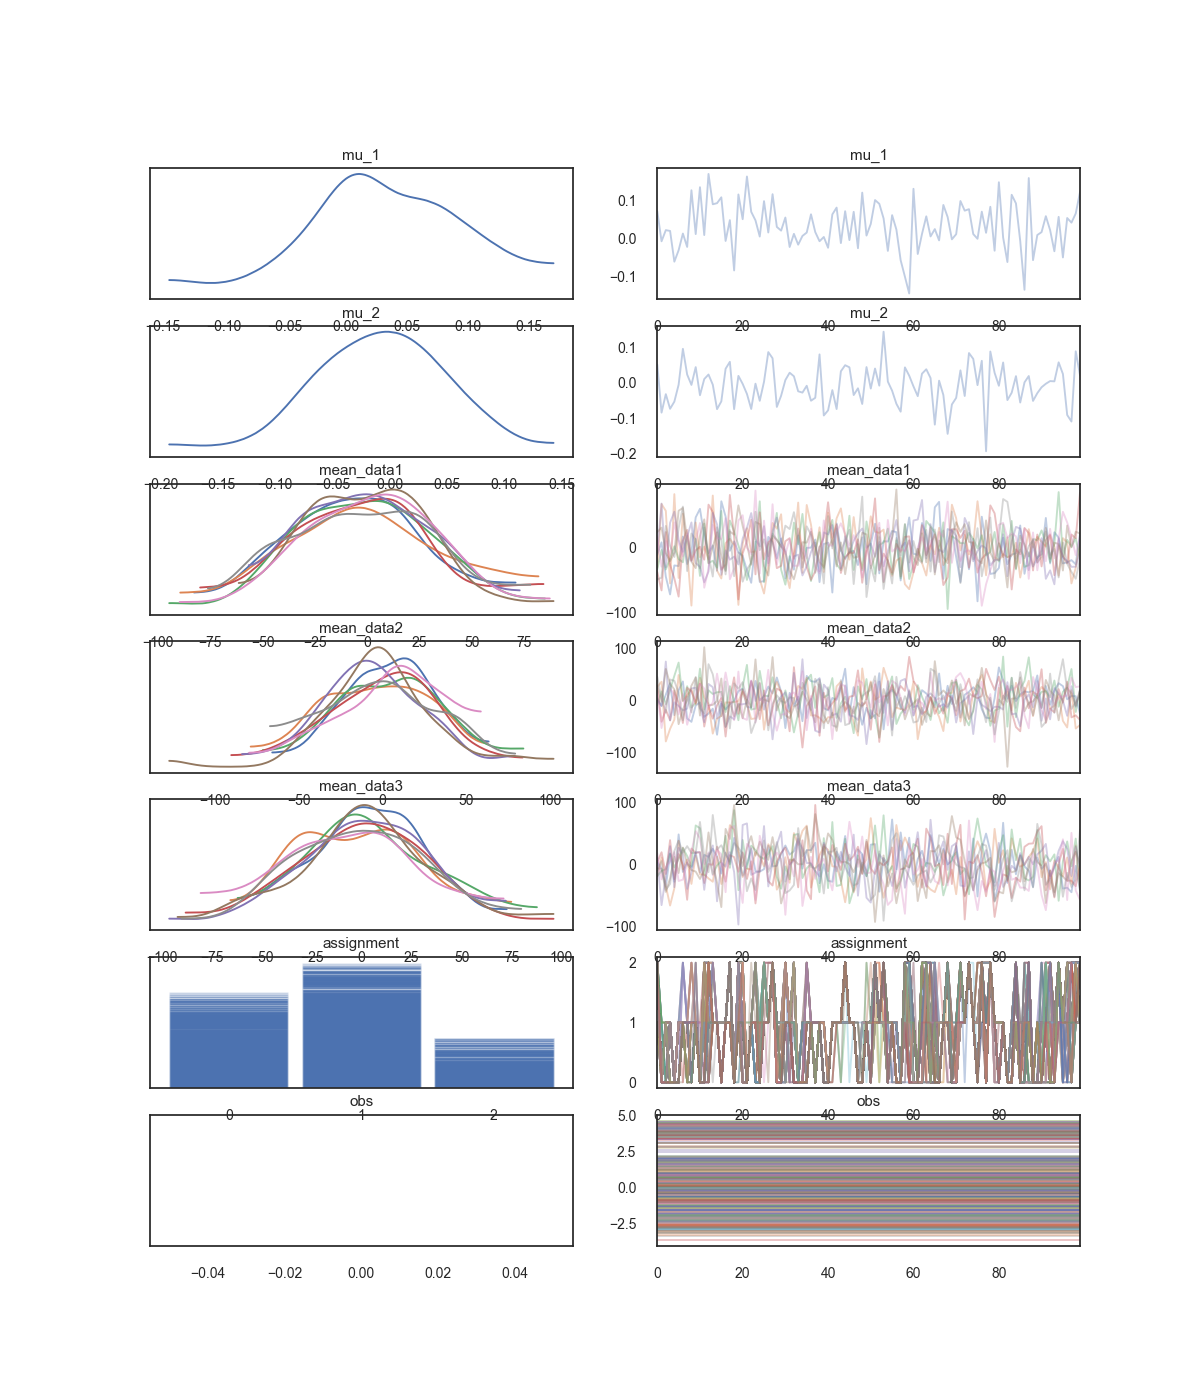 mu_1 mu_1
0.1
0.0
−0.1
−0.15 −0.10 −0.05 0.00 0.05 0.10 0.15 0 20 40 60 80
mu_2 mu_2
0.1
0.0
−0.1
−0.2
−0.20 −0.15 −0.10 −0.05 0.00 0.05 0.10 0.15 0 20 40 60 80
mean_data1 mean_data1
0
−100
−100 −75 −50 −25 0 25 50 75 0 20 40 60 80
mean_data2 mean_data2
100
0
−100
−100 −50 0 50 100 0 20 40 60 80
mean_data3 mean_data3
100
0
−100
−100 −75 −50 −25 0 25 50 75 100 0 20 40 60 80
assignment assignment
2
1
0
0 1 2 0 20 40 60 80
obs obs
5.0
2.5
0.0
−2.5
−0.04 −0.02 0.00 0.02 0.04 0 20 40 60 80